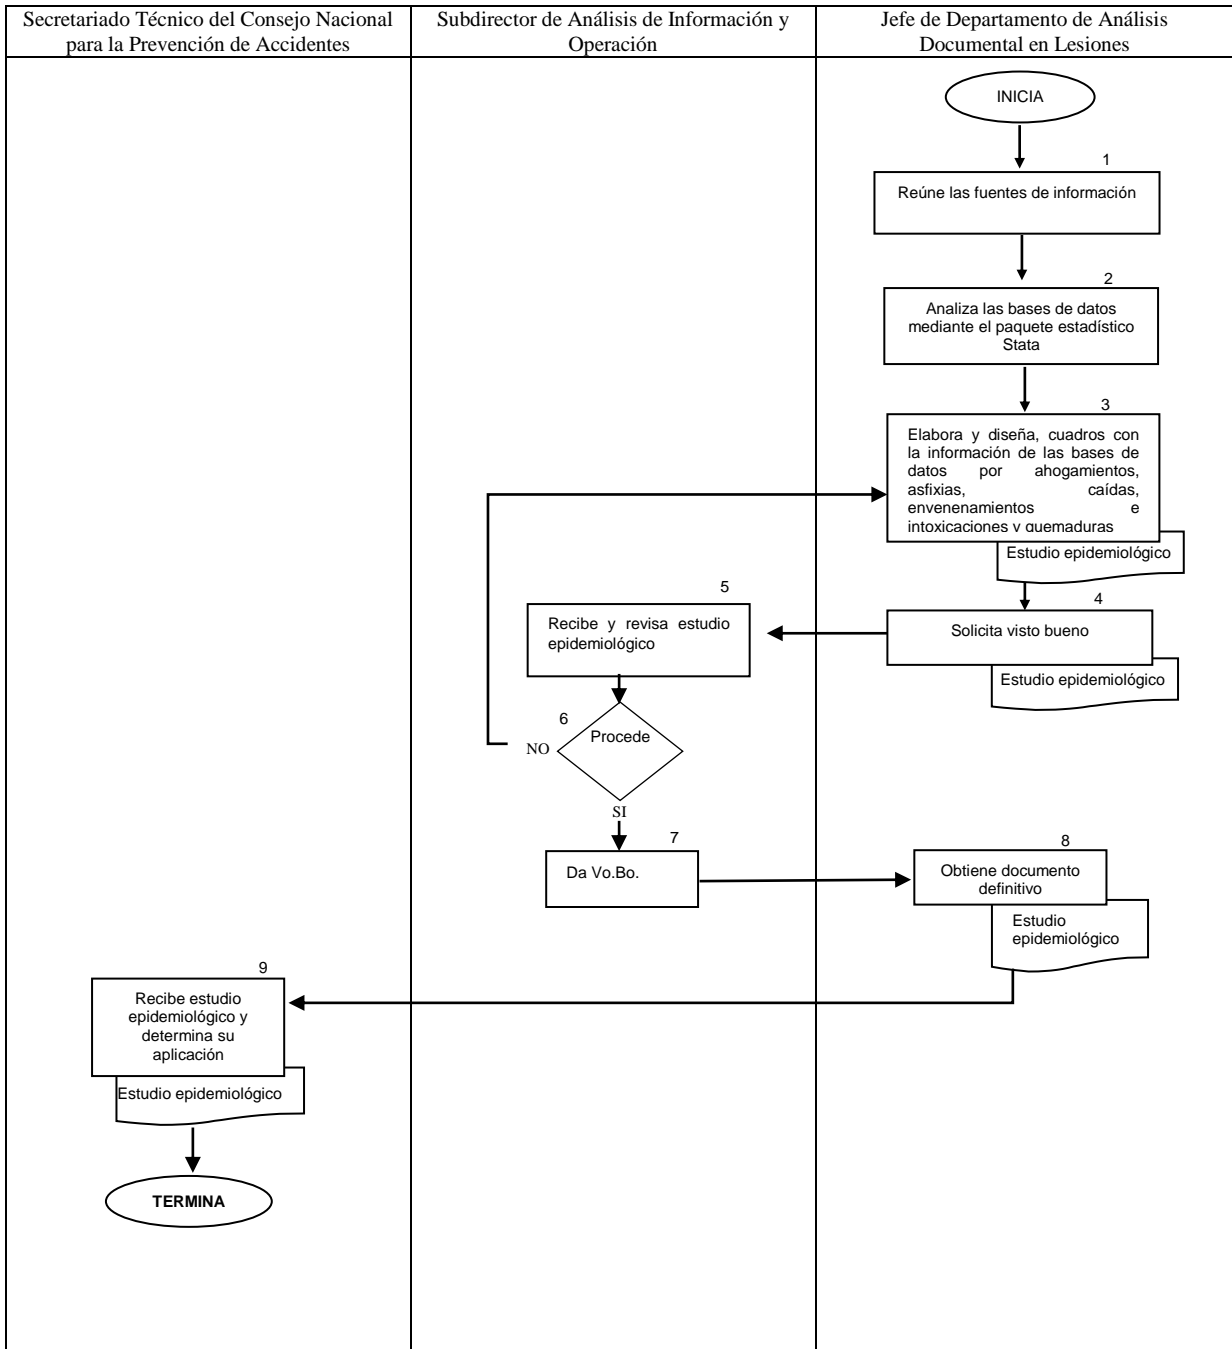 Secretariado Técnico del Consejo Nacional
para la Prevención de Accidentes
Subdirector de Análisis de Información y
Operación
Jefe de Departamento de Análisis
Documental en Lesiones
INICIA
1
Reúne las fuentes de información
2
Analiza las bases de datos
mediante el paquete estadístico
Stata
3
Elabora y diseña, cuadros con
la información de las bases de
datos por ahogamientos,
asfixias, caídas,
envenenamientos e
intoxicaciones y quemaduras
Estudio epidemiológico
4
Solicita visto bueno
Estudio epidemiológico
5
Recibe y revisa estudio
epidemiológico
6
Procede
NO
SI
7
Da Vo.Bo.
8
Obtiene documento
definitivo
Estudio
epidemiológico
9
Recibe estudio
epidemiológico y
determina su
aplicación
Estudio epidemiológico
TERMINA